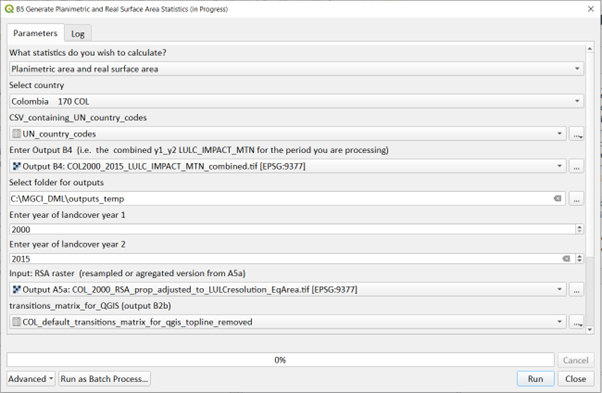 B5 Generate Planimetric and Real Surface Area Statistics (in Progress)
Parameters Log
What statistics do you wish to calculate?
Planimetric area and real surface area
Select country
Colombia 170 COL
CSV_containing_UN_country_codes
UN_country_codes
...
Enter Output B4 (i.e. the combined y1_y2 LULC_IMPACT_MTN for the period you are processing)
Output B4: COL2000_2015_LULC_IMPACT_MTN_combined.tif [EPSG:9377]
...
Select folder for outputs
C:\MGCI_DML\outputs_temp
...
Enter year of landcover year 1
2000
Enter year of landcover year 2
2015
Input: RSA raster (resampled or agregated version from A5a)
Output A5a: COL_2000_RSA_prop_adjusted_to_LULCresolution_EqArea.tif [EPSG:9377]
...
transitions_matrix_for_QGIS (output B2b)
COL_default_transitions_matrix_for_qgis_topline_removed
...
0%
Cancel
Advanced Run as Batch Process... Run Close